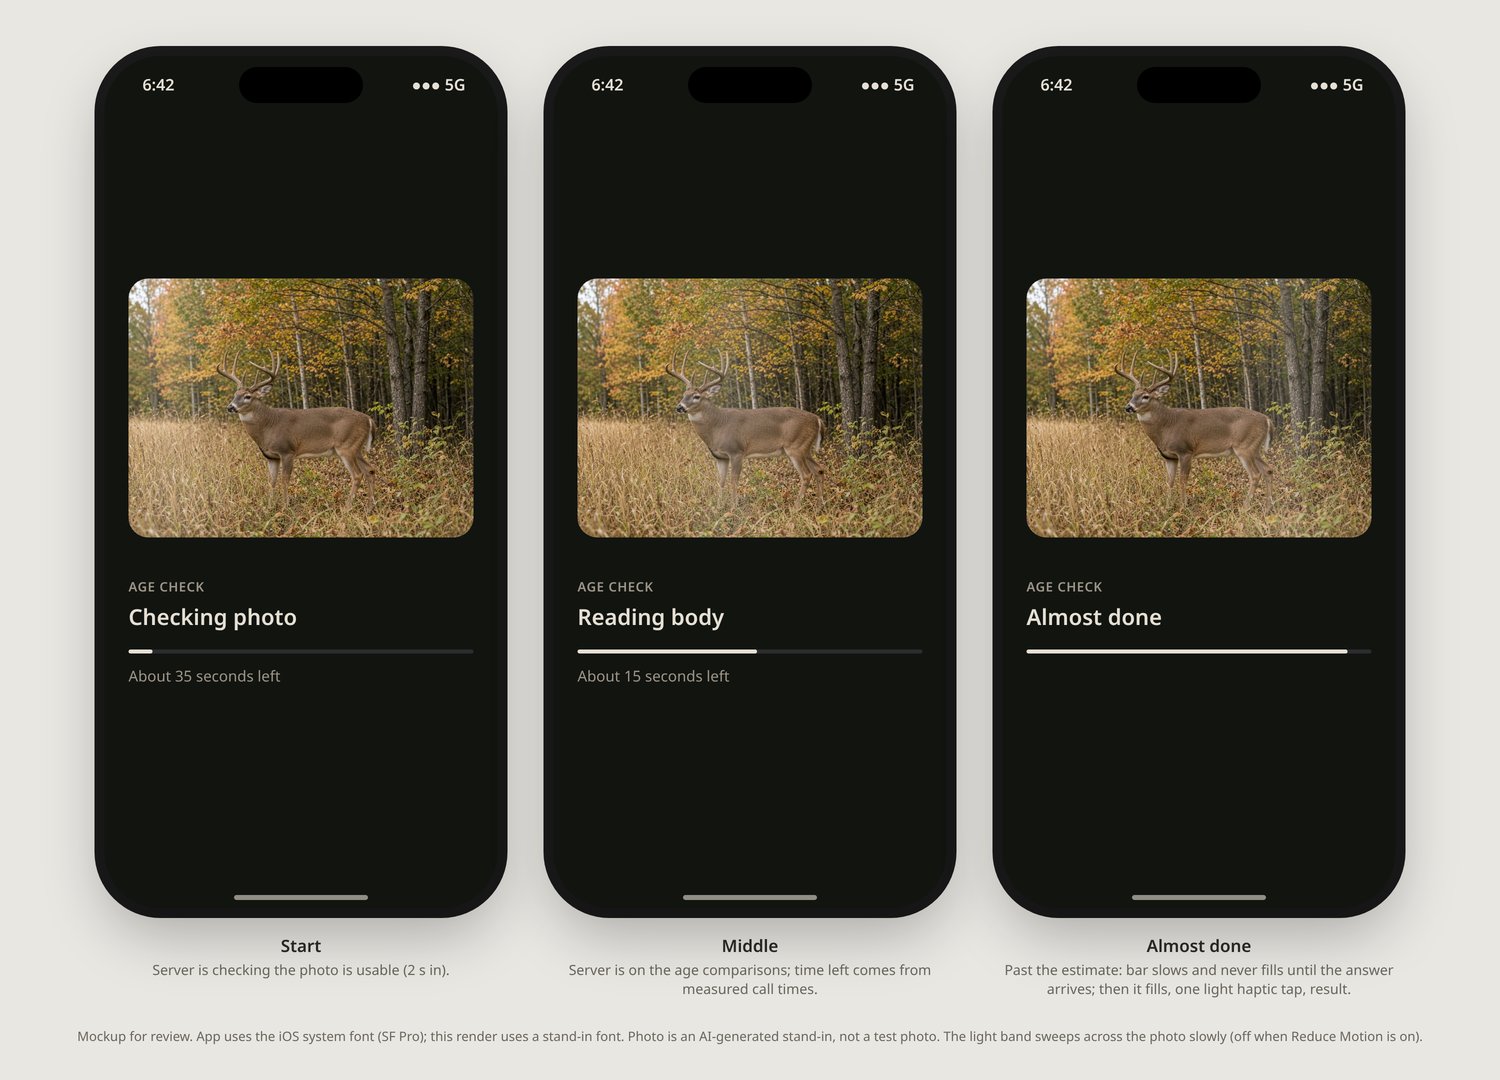 6:42
5G
6:42
5G
6:42
5G
AGE CHECK
Checking photo
About 35 seconds left
AGE CHECK
Reading body
About 15 seconds left
AGE CHECK
Almost done
Start
Server is checking the photo is usable (2 s in).
Middle
Server is on the age comparisons; time left comes from
measured call times.
Almost done
Past the estimate: bar slows and never fills until the answer
arrives; then it fills, one light haptic tap, result.
Mockup for review. App uses the iOS system font (SF Pro); this render uses a stand-in font. Photo is an AI-generated stand-in, not a test photo. The light band sweeps across the photo slowly (off when Reduce Motion is on).